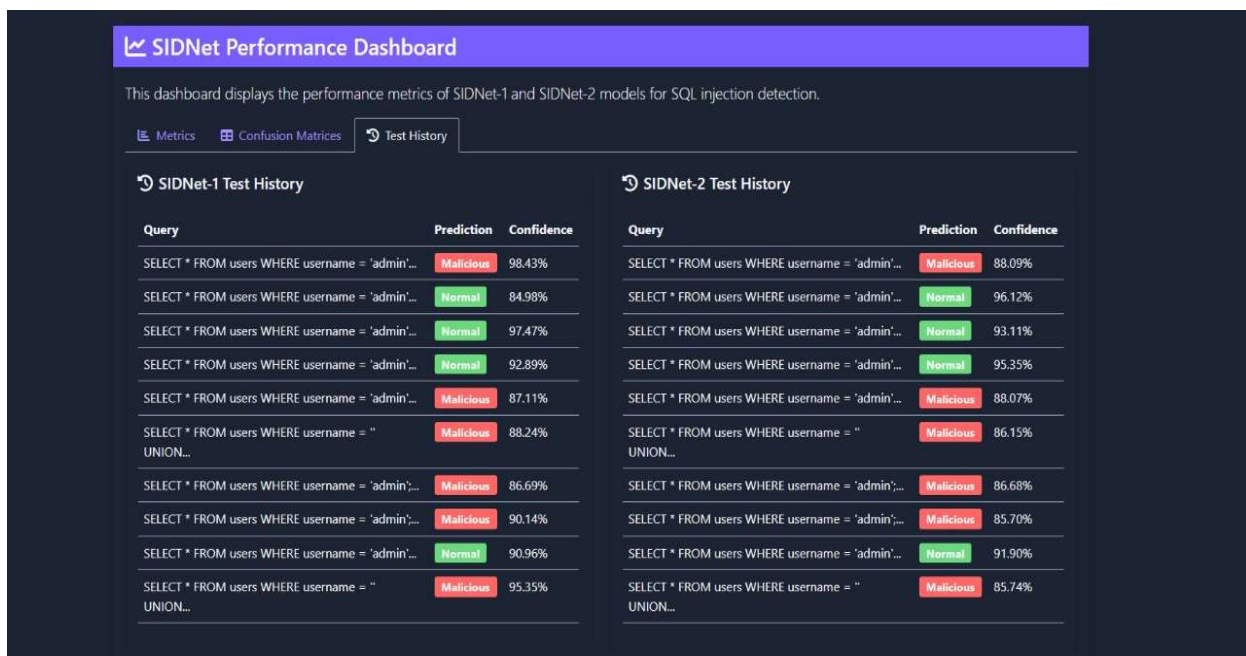 SIDNet Performance Dashboard
This dashboard displays the performance metrics of SIDNet-1 and SIDNet-2 models for SQL injection detection.
Metrics Confusion Matrices Test History
SIDNet-1 Test History
Query Prediction Confidence
SELECT * FROM users WHERE username = 'admin'... Malicious 98.43%
SELECT * FROM users WHERE username = 'admin'... Normal 84.98%
SELECT * FROM users WHERE username = 'admin'... Normal 97.47%
SELECT * FROM users WHERE username = 'admin'... Normal 92.89%
SELECT * FROM users WHERE username = 'admin'... Malicious 87.11%
SELECT * FROM users WHERE username = '' Malicious 88.24%
UNION...
SELECT * FROM users WHERE username = 'admin';... Malicious 86.69%
SELECT * FROM users WHERE username = 'admin';... Malicious 90.14%
SELECT * FROM users WHERE username = 'admin'... Normal 90.96%
SELECT * FROM users WHERE username = '' Malicious 95.35%
UNION...
SIDNet-2 Test History
Query Prediction Confidence
SELECT * FROM users WHERE username = 'admin'... Malicious 88.09%
SELECT * FROM users WHERE username = 'admin'... Normal 96.12%
SELECT * FROM users WHERE username = 'admin'... Normal 93.11%
SELECT * FROM users WHERE username = 'admin'... Normal 95.35%
SELECT * FROM users WHERE username = 'admin'... Malicious 88.07%
SELECT * FROM users WHERE username = '' Malicious 86.15%
UNION...
SELECT * FROM users WHERE username = 'admin';... Malicious 86.68%
SELECT * FROM users WHERE username = 'admin';... Malicious 85.70%
SELECT * FROM users WHERE username = 'admin'... Normal 91.90%
SELECT * FROM users WHERE username = '' Malicious 85.74%
UNION...